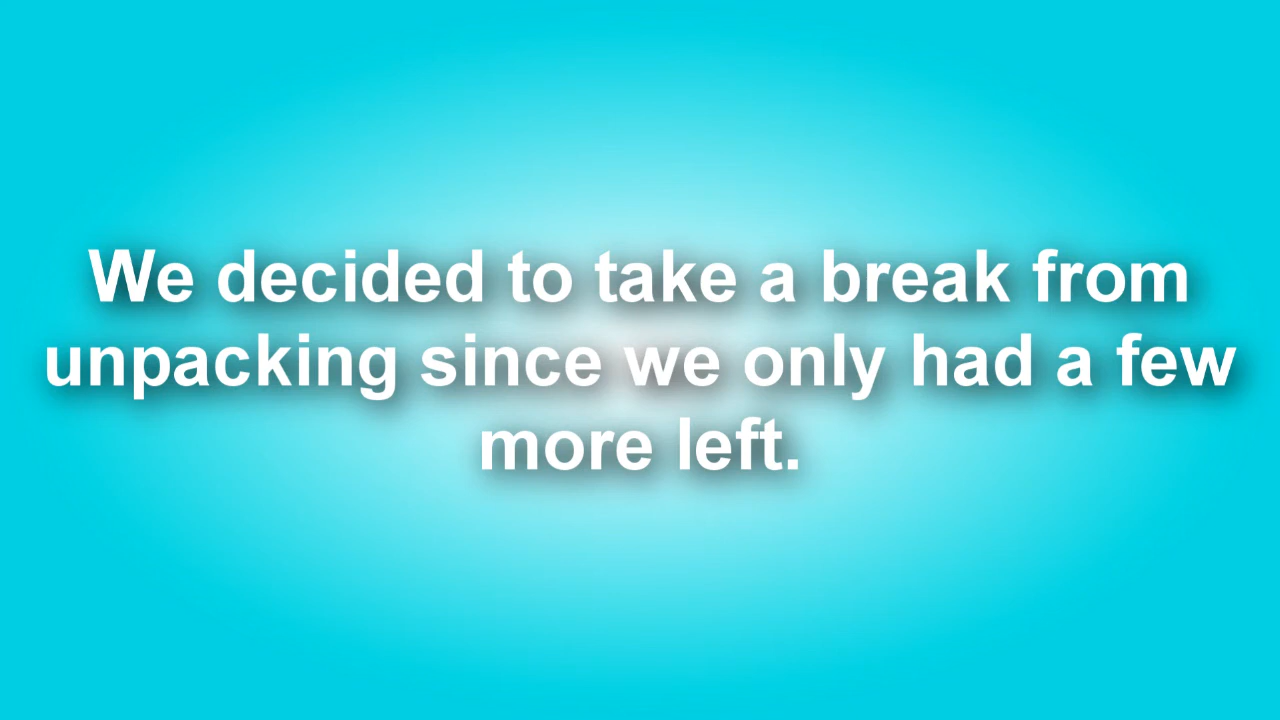 We decided to take a break from
unpacking since we only had a few
more left.